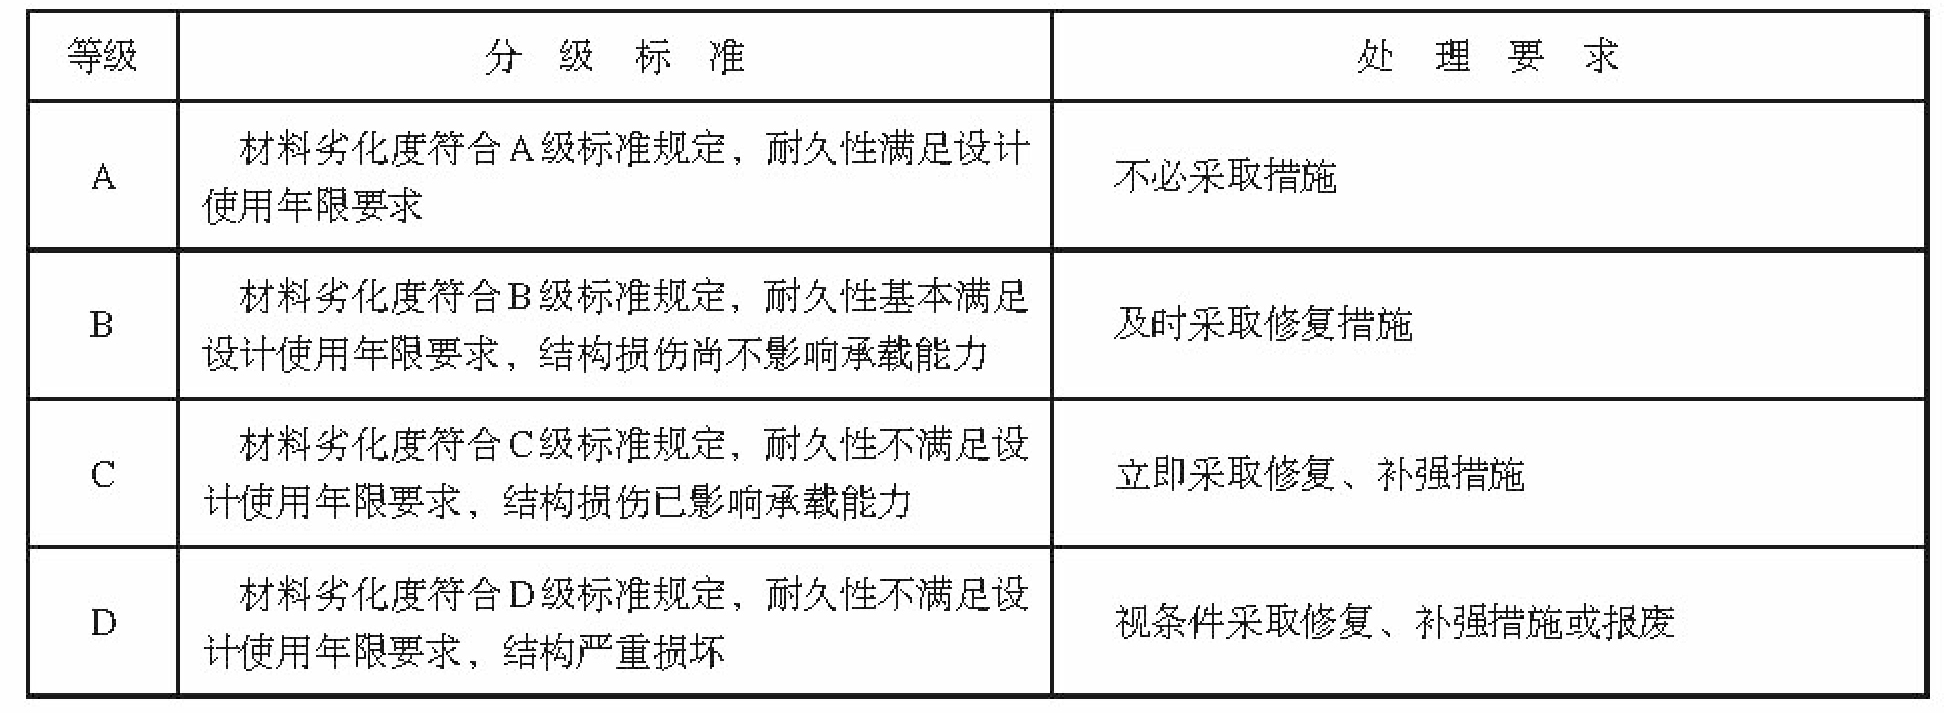 等级 分级标准 处理要求
A 材料劣化度符合A级标准规定，耐久性满足设计
使用年限要求 不必采取措施
B 材料劣化度符合B级标准规定，耐久性基本满足
设计使用年限要求，结构损伤尚不影响承载能力 及时采取修复措施
C 材料劣化度符合C级标准规定，耐久性不满足设
计使用年限要求，结构损伤已影响承载能力 立即采取修复、补强措施
D 材料劣化度符合D级标准规定，耐久性不满足设
计使用年限要求，结构严重损坏 视条件采取修复、补强措施或报废